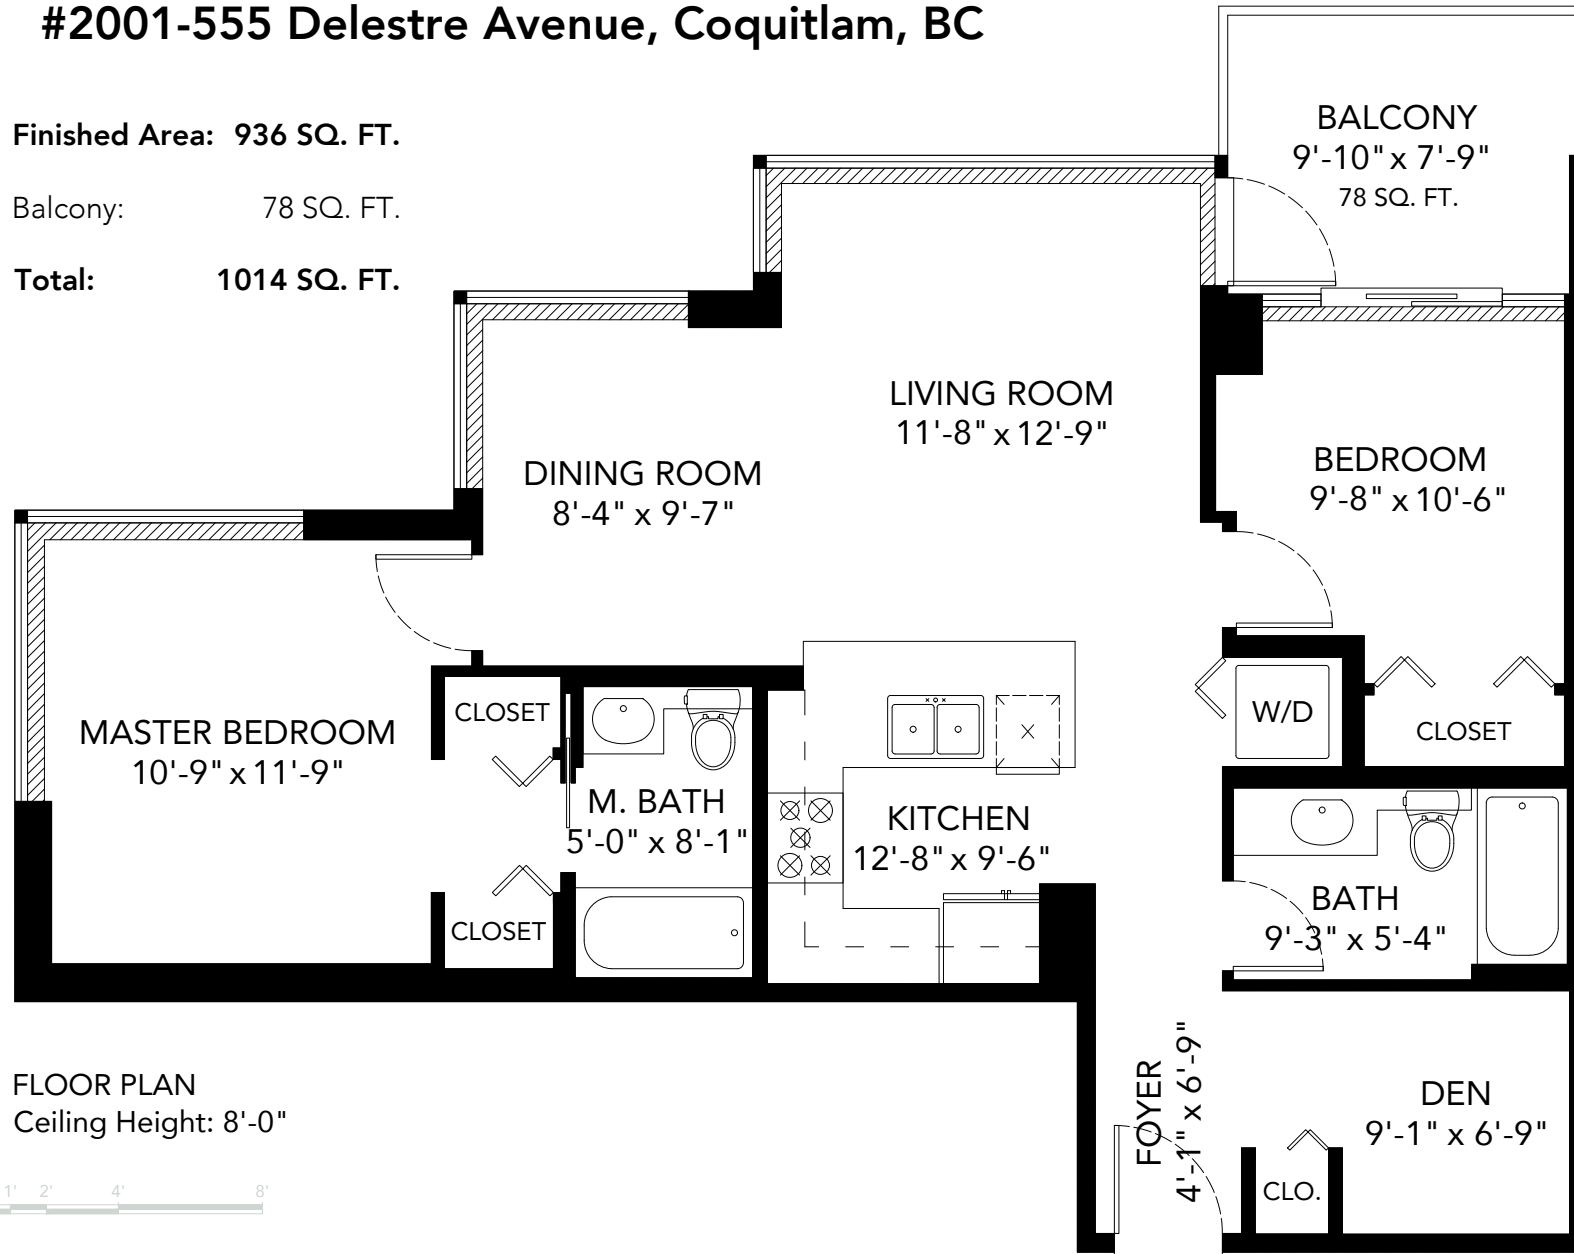 #2001-555 Delestre Avenue, Coquitlam, BC
Finished Area: 936 SQ. FT.
Balcony: 78 SQ. FT.
Total: 1014 SQ. FT.
BALCONY
9'-10" x 7'-9"
78 SQ. FT.
LIVING ROOM
11'-8" x 12'-9"
DINING ROOM
8'-4" x 9'-7"
BEDROOM
9'-8" x 10'-6"
MASTER BEDROOM
10'-9" x 11'-9"
CLOSET
W/D
CLOSET
M. BATH
5'-0" x 8'-1"
KITCHEN
12'-8" x 9'-6"
CLOSET
BATH
9'-3" x 5'-4"
FOYER
4'-1" x 6'-9"
DEN
9'-1" x 6'-9"
CLO.
FLOOR PLAN
Ceiling Height: 8'-0"
1' 2' 4' 8'